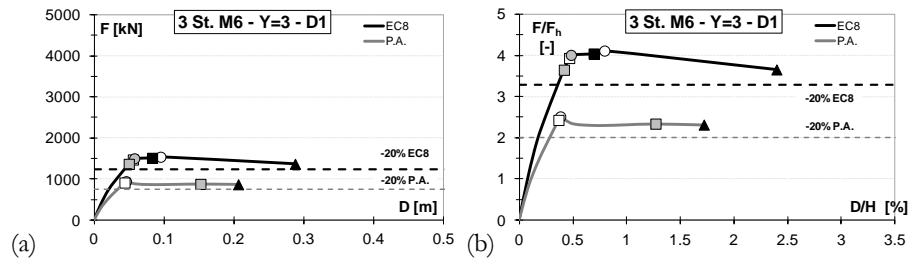 3 St. M6 - Y=3 - D1
F [kN]
EC8
P.A.
5000
4000
3000
2000
1000
0
-20% EC8
-20% P.A.
D [m]
0
0.1
0.2
0.3
0.4
0.5
(a)
3 St. M6 - Y=3 - D1
F/Fh
[-]
EC8
P.A.
5
4
3
2
1
0
-20% EC8
-20% P.A.
D/H [%]
0
0.5
1
1.5
2
2.5
3
3.5
(b)